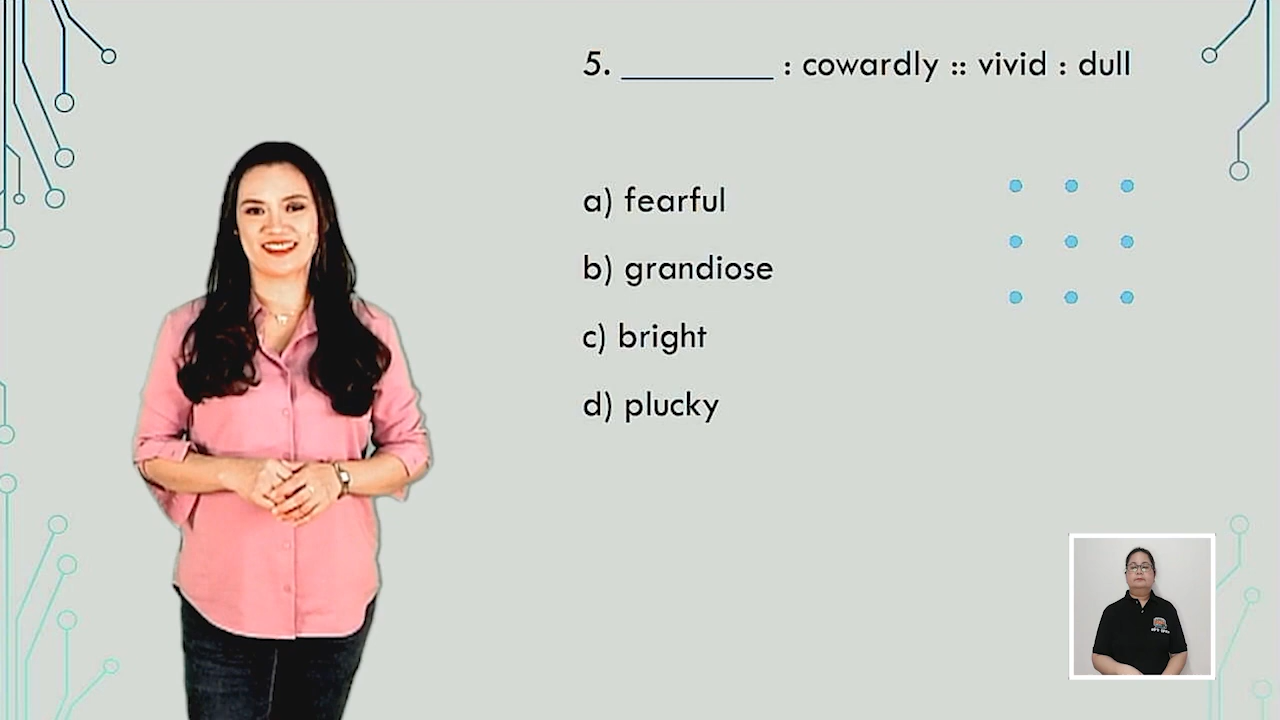 5. _________ : cowardly :: vivid : dull
a) fearful
b) grandiose
c) bright
d) plucky